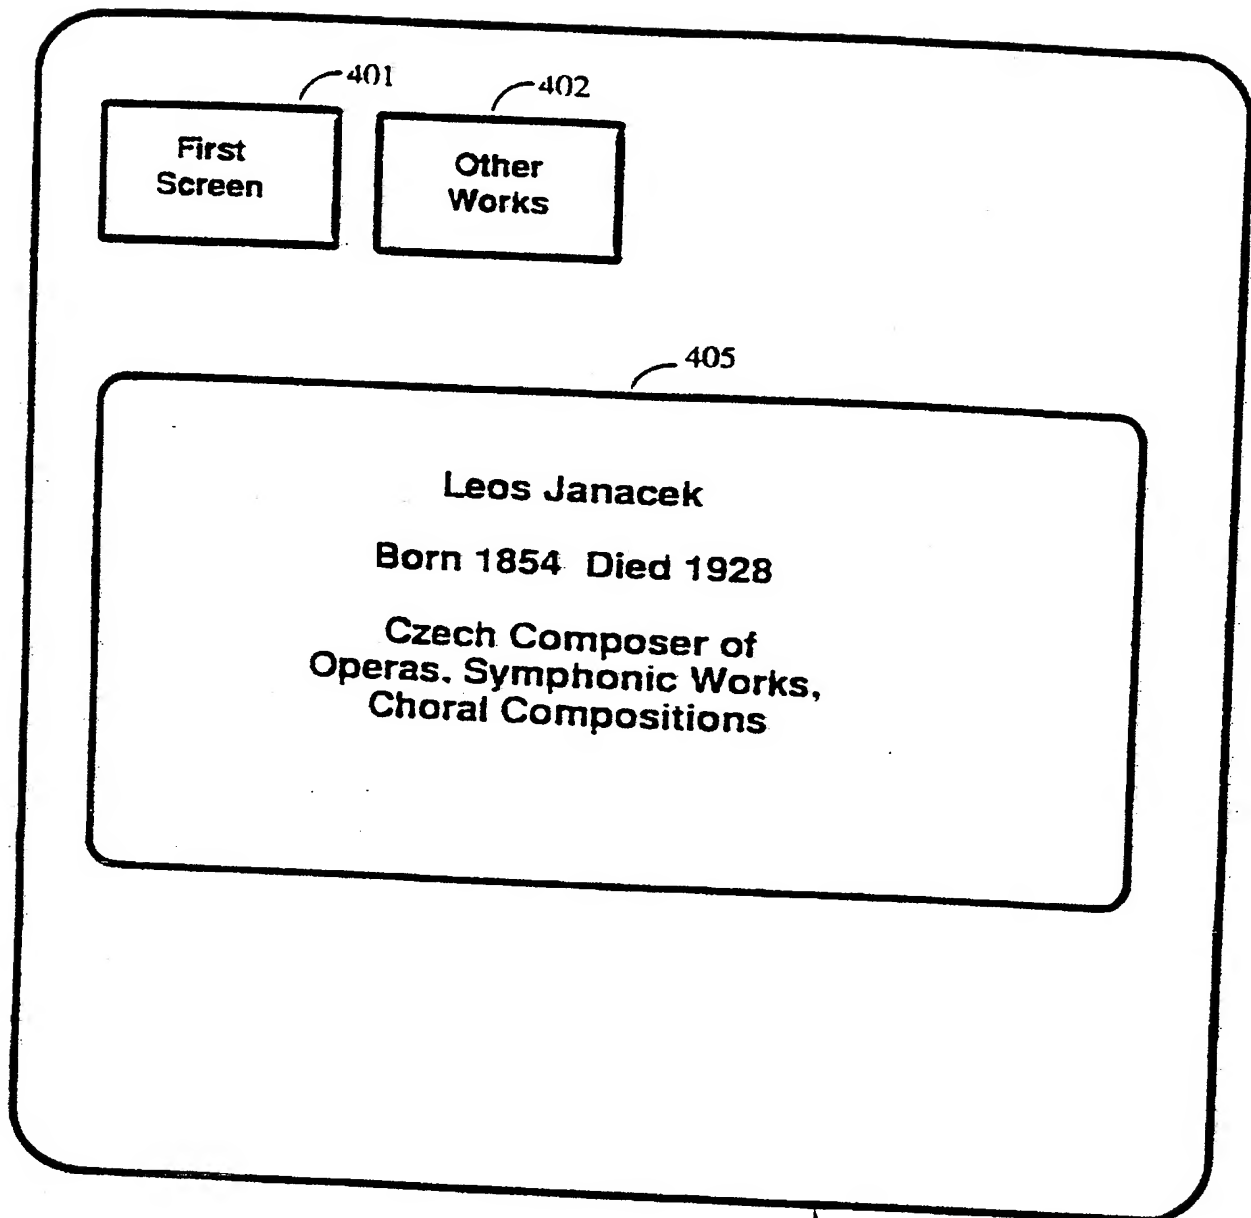 401
402
First
Screen
Other
Works
405
Leos Janacek
Born 1854 Died 1928
Czech Composer of
Operas. Symphonic Works,
Choral Compositions